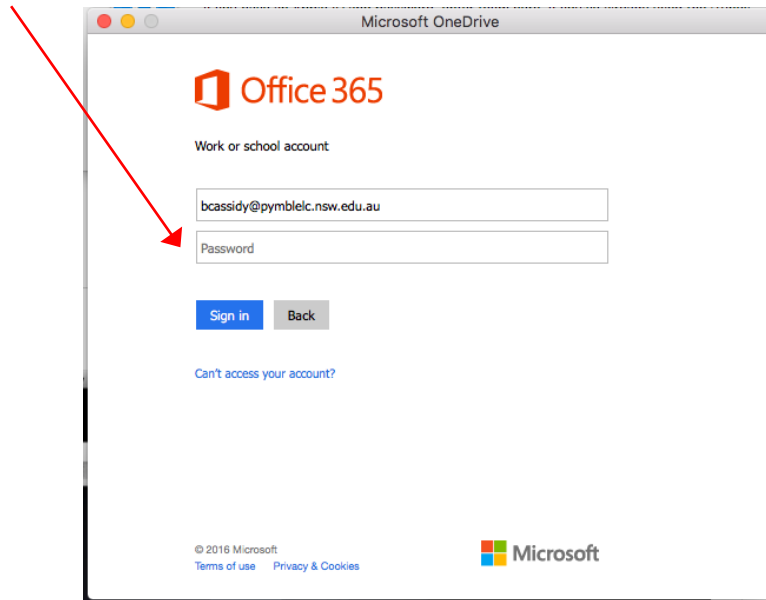 Microsoft OneDrive
Office 365
Work or school account
bcassidy@pymblelc.nsw.edu.au
Password
Sign in Back
Can't access your account?
© 2016 Microsoft
Terms of use Privacy & Cookies
Microsoft